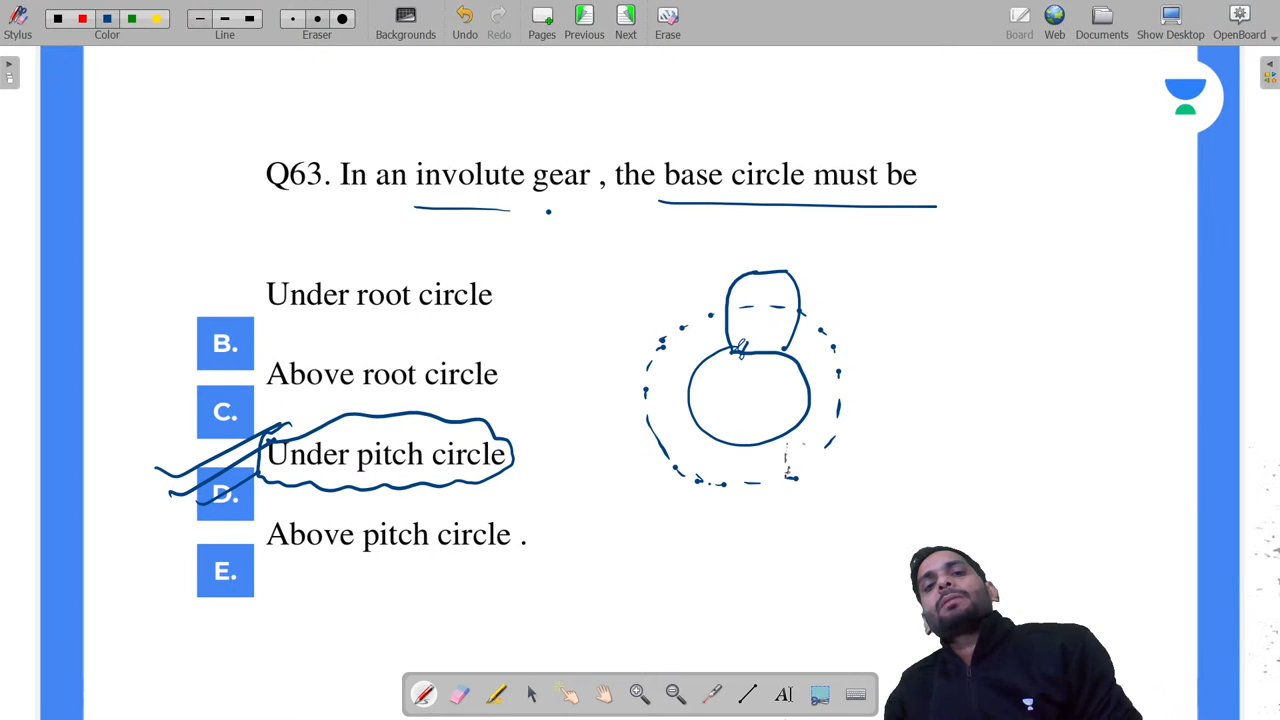 Stylus
Color
Line
Eraser
Backgrounds
Undo
Redo
Pages
Previous
Next
Erase
Board
Web
Documents
Show Desktop
OpenBoard
Q63. In an involute gear , the base circle must be
Under root circle
B.
Above root circle
C.
Under pitch circle
D.
Above pitch circle .
E.